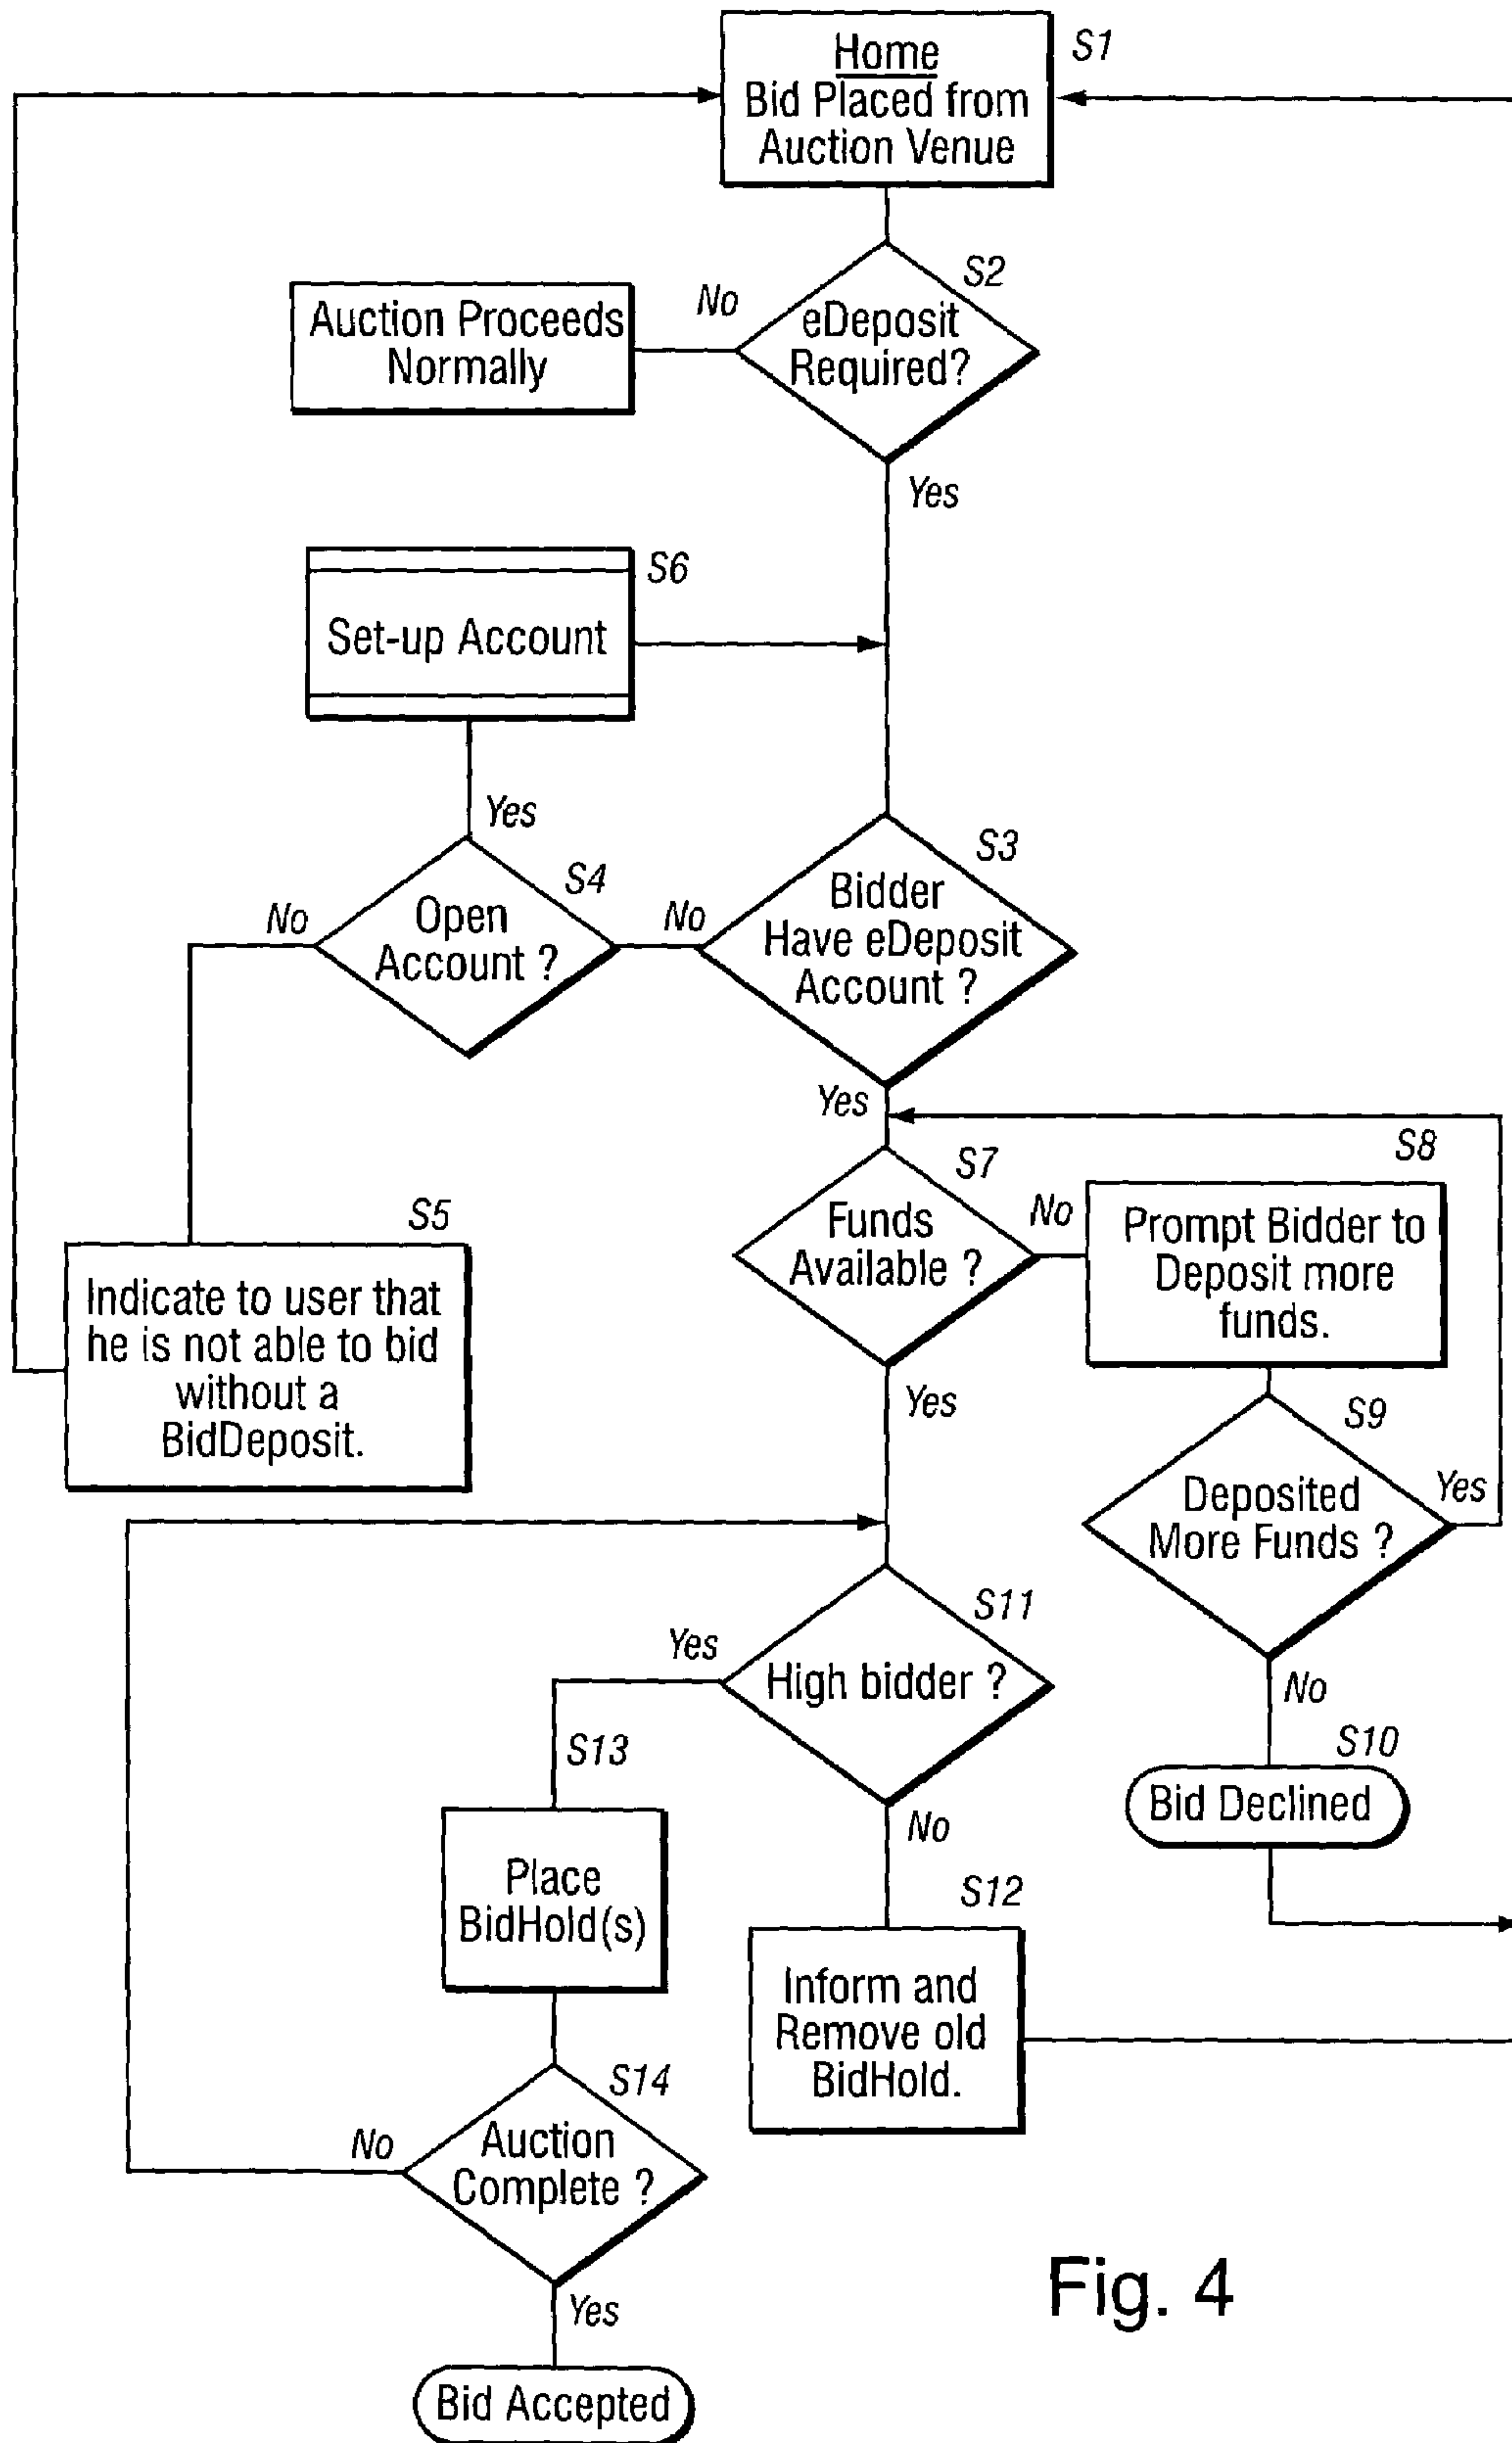 Home
Bid Placed from
Auction Venue
S1
S2
No
eDeposit
Required?
Auction Proceeds
Normally
Yes
S6
Set-up Account
Yes
S4
No
Open
Account ?
No
S3
Bidder
Have eDeposit
Account ?
Yes
S8
S7
Funds
Available ?
No
Prompt Bidder to
Deposit more
funds.
S5
Indicate to user that
he is not able to bid
without a
BidDeposit.
Yes
S9
Deposited
More Funds ?
Yes
S11
Yes
High bidder ?
No
S10
Bid Declined
S13
No
S12
Place
BidHold(s)
Inform and
Remove old
BidHold.
S14
No
Auction
Complete ?
Yes
Bid Accepted
Fig. 4